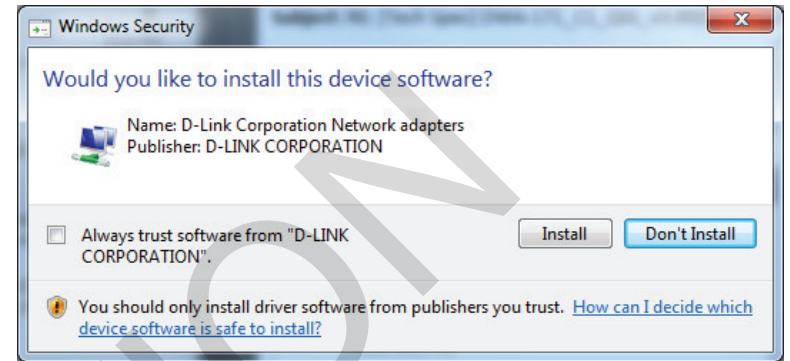 Windows Security
Would you like to install this device software?
Name: D-Link Corporation Network adapters
Publisher: D-LINK CORPORATION
Always trust software from "D-LINK
CORPORATION".
Install
Don't Install
You should only install driver software from publishers you trust. How can I decide which
device software is safe to install?